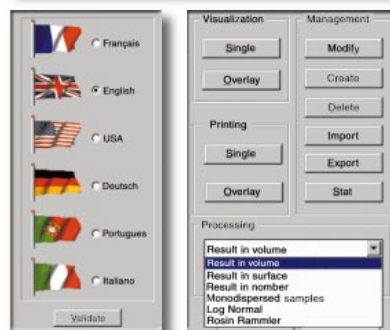 Français
English
USA
Deutsch
Portugues
Italiano
Validate
Visualization
Single
Overlay
Printing
Single
Overlay
Management
Modify
Create
Delete
Import
Export
Stat
Processing
Result in volume
Result in volume
Result in surface
Result in nomber
Monodispersed samples
Log Normal
Rosin Rammler